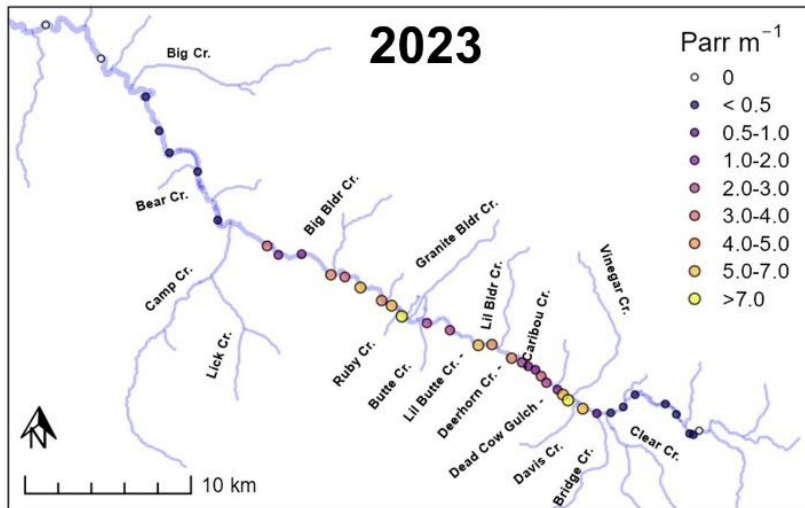 2023
Parr m⁻¹
0
< 0.5
0.5-1.0
1.0-2.0
2.0-3.0
3.0-4.0
4.0-5.0
5.0-7.0
>7.0
Big Cr.
Bear Cr.
Big Bldr Cr.
Granite Bldr Cr.
Camp Cr.
Lick Cr.
Ruby Cr.
Butte Cr.
Lil Butte Cr. -
Lil Bldr Cr.
Caribou Cr.
Vinegar Cr.
Deerhorn Cr. -
Dead Cow Gulch -
Davis Cr.
Bridge Cr.
Clear Cr.
N
10 km